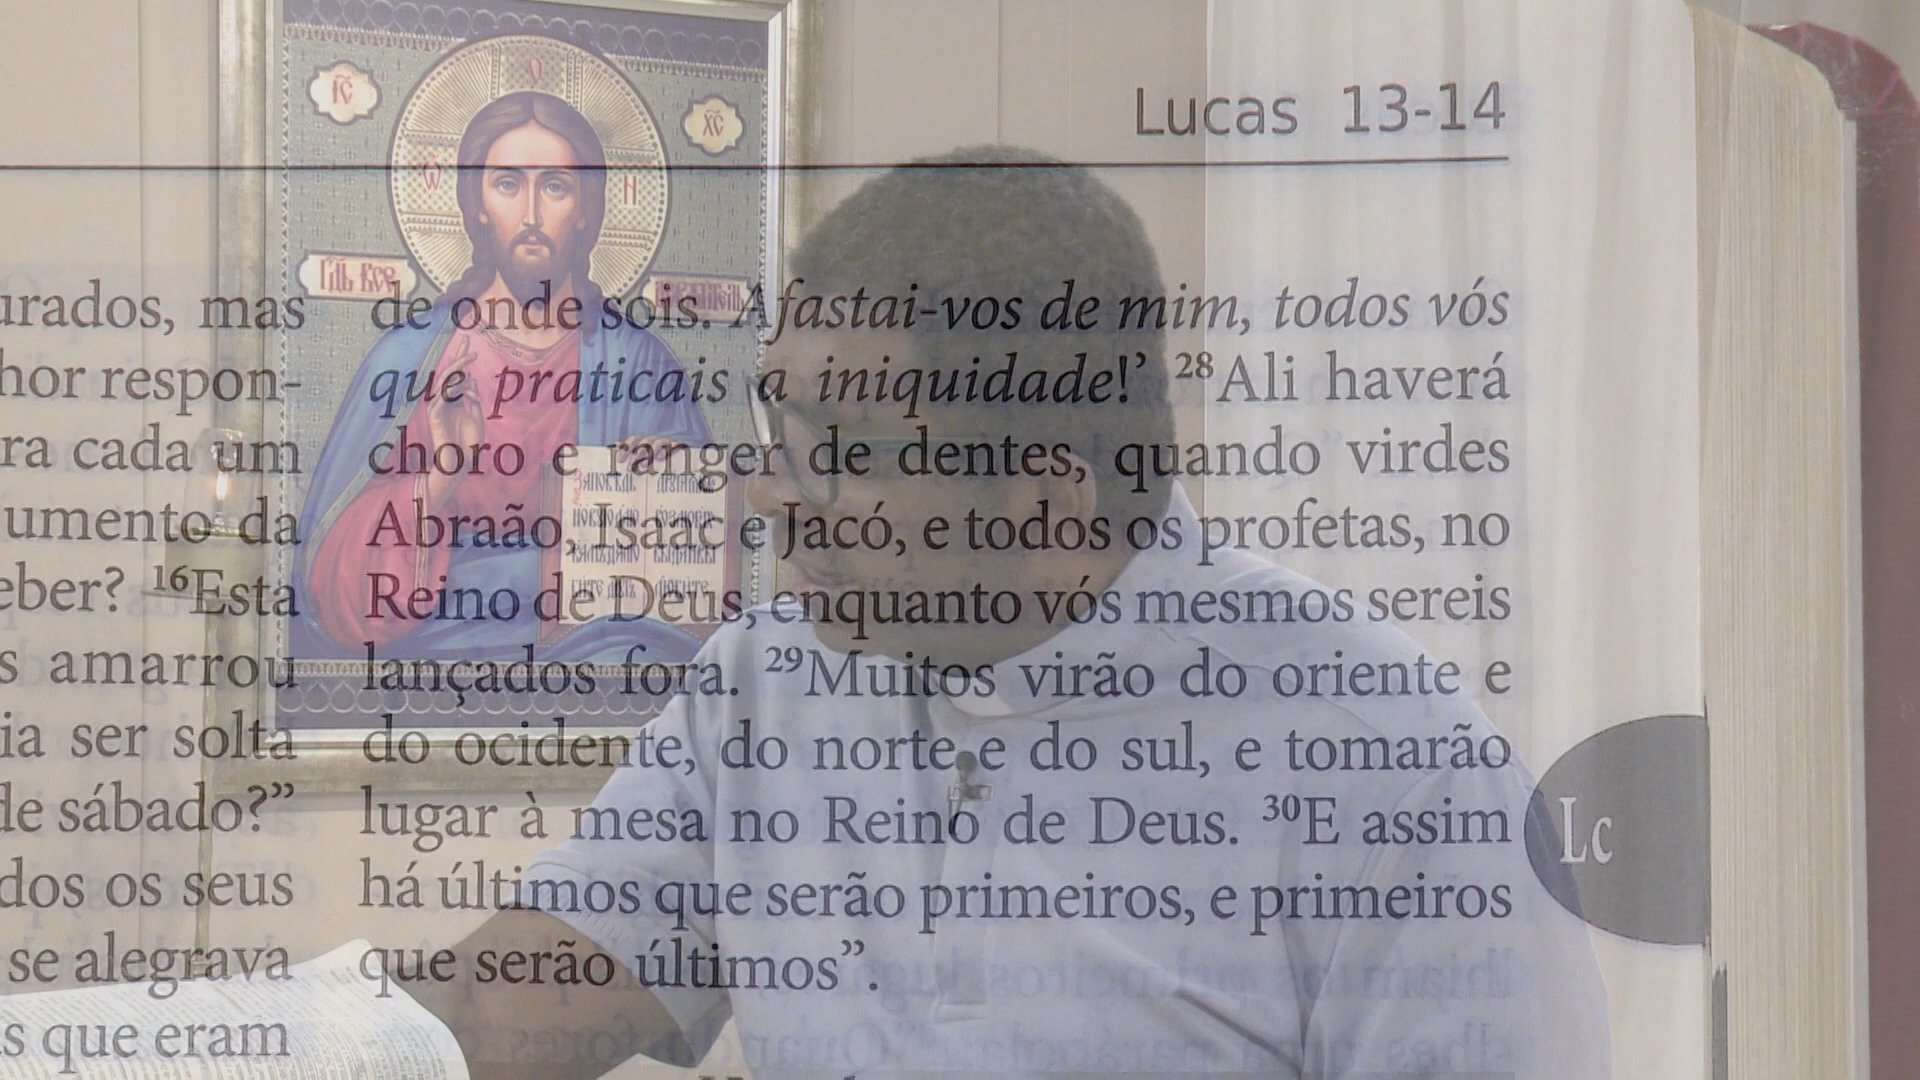 Lucas 13-14
urados, mas
hor respon-
ra cada um
umento da
eber? ¹⁶Esta
s amarrou
ia ser solta
de sábado?”
dos os seus
se alegrava
s que eram
de onde sois. Afastai-vos de mim, todos vós
que praticais a iniquidade!’ ²⁸Ali haverá
choro e ranger de dentes, quando virdes
Abraão, Isaac e Jacó, e todos os profetas, no
Reino de Deus, enquanto vós mesmos sereis
lançados fora. ²⁹Muitos virão do oriente e
do ocidente, do norte e do sul, e tomarão
lugar à mesa no Reino de Deus. ³⁰E assim
há últimos que serão primeiros, e primeiros
que serão últimos”.
Lc